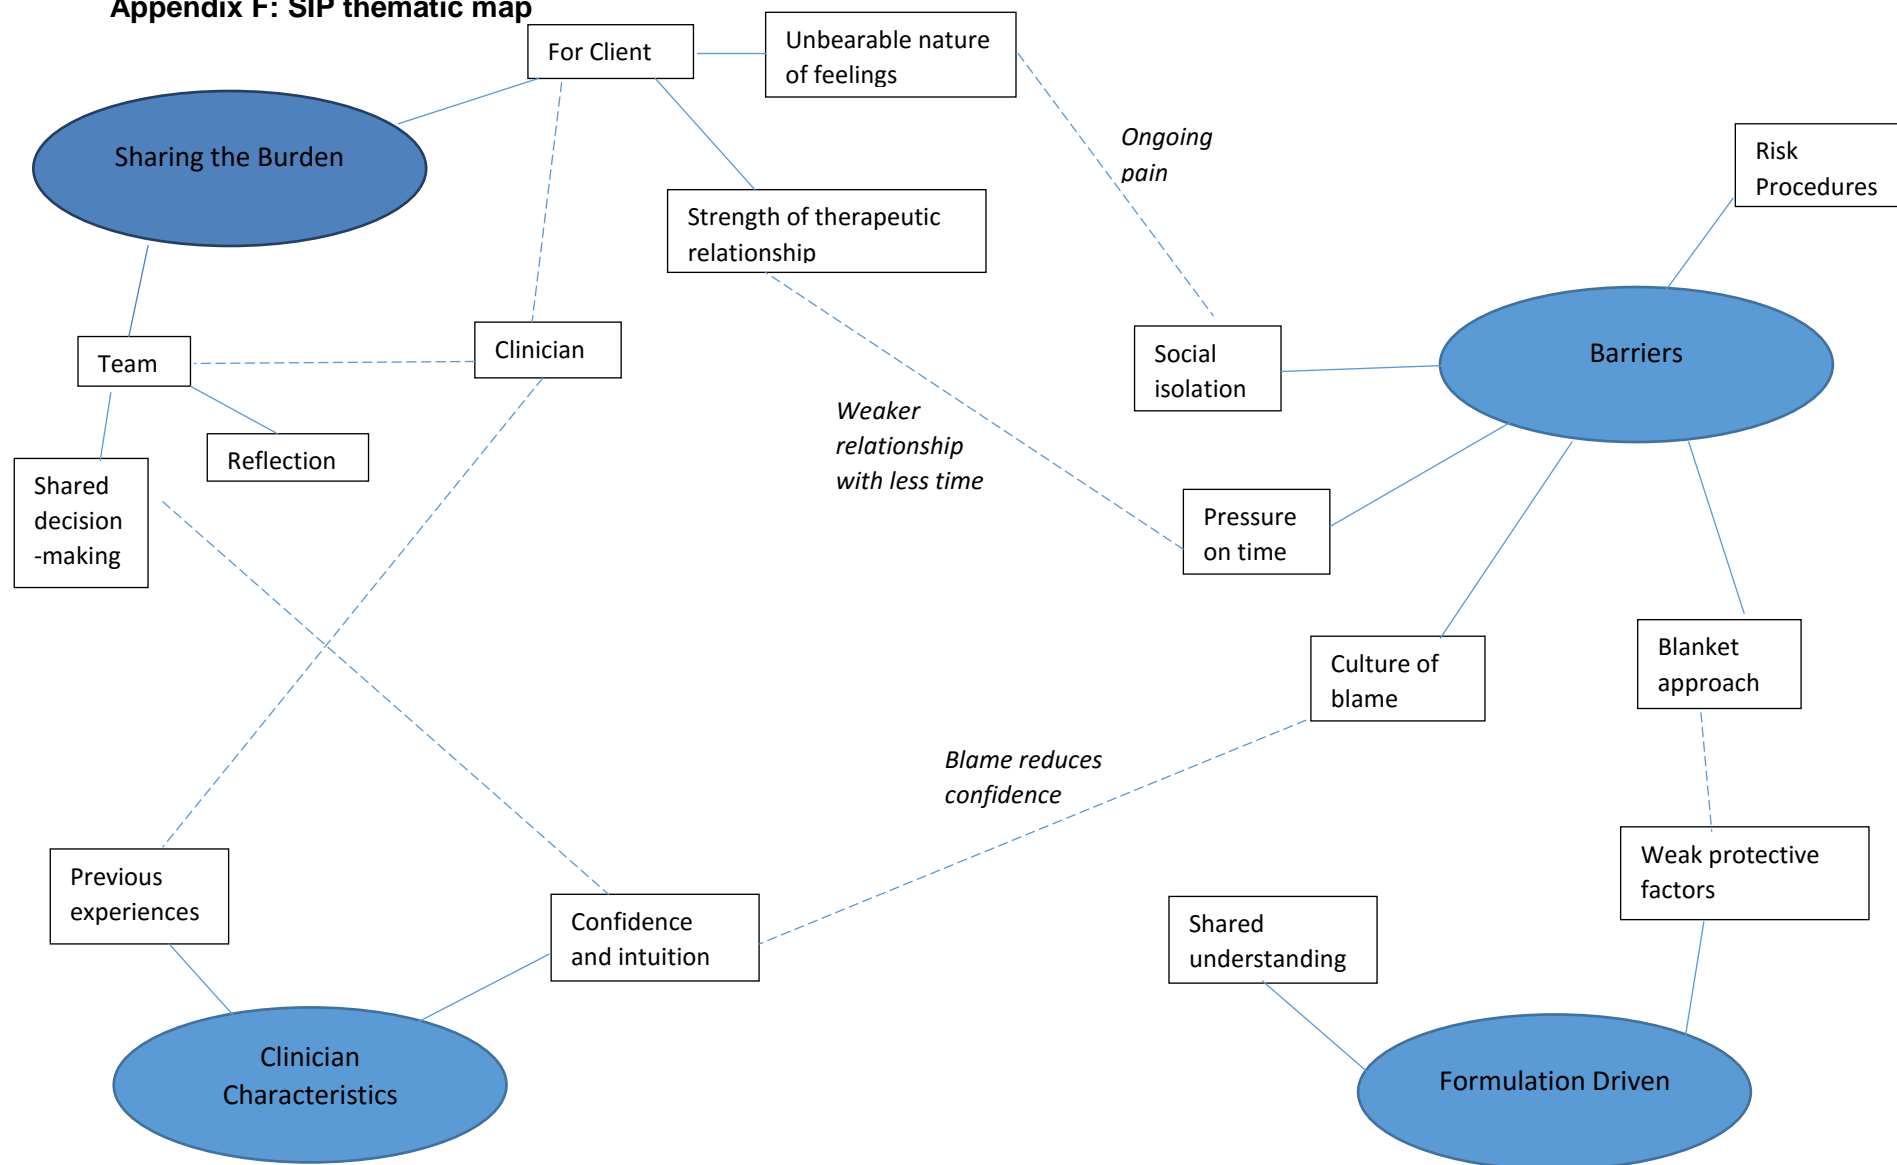 Appendix F: SIP thematic map
For Client
Unbearable nature
of feelings
Sharing the Burden
Ongoing
pain
Risk
Procedures
Strength of therapeutic
relationship
Team
Clinician
Social
isolation
Barriers
Reflection
Weaker
relationship
with less time
Shared
decision
-making
Pressure
on time
Culture of
blame
Blanket
approach
Blame reduces
confidence
Previous
experiences
Confidence
and intuition
Shared
understanding
Weak protective
factors
Clinician
Characteristics
Formulation Driven